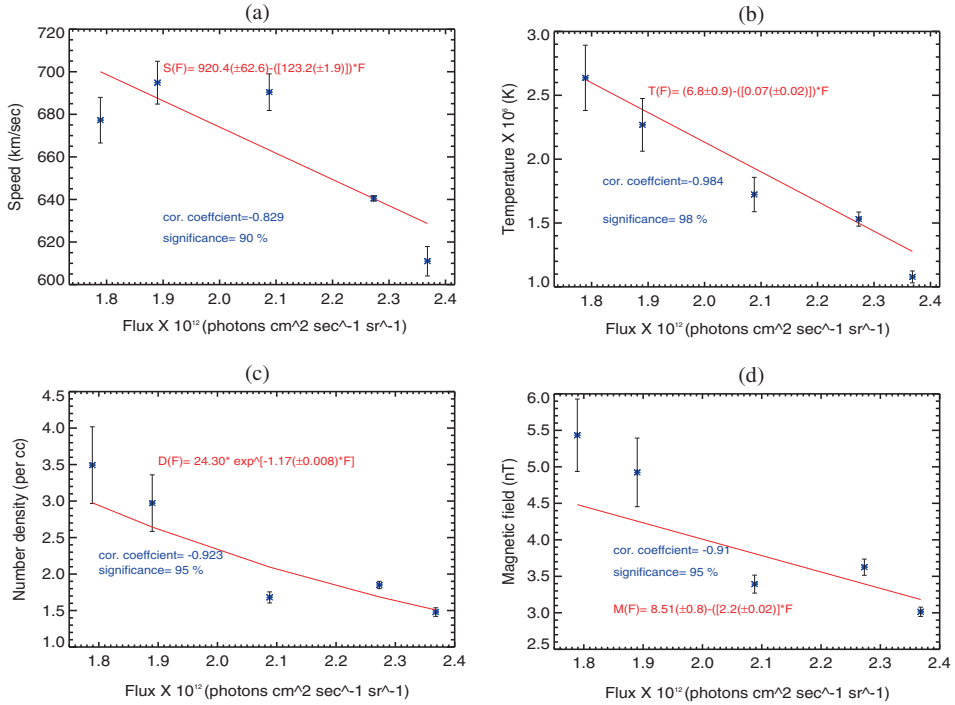 (a)
720
700
680
660
640
620
600
Speed (km/sec)
S(F)= 920.4(±62.6)-([123.2(±1.9)])*F
cor. coeffcient=-0.829
significance= 90 %
1.8 1.9 2.0 2.1 2.2 2.3 2.4
Flux X 10¹² (photons cm^2 sec^-1 sr^-1)
(b)
3.0
2.5
2.0
1.5
1.0
Temperature X 10⁶ (K)
T(F)= (6.8±0.9)-([0.07(±0.02)])*F
cor. coeffcient=-0.984
significance= 98 %
1.8 1.9 2.0 2.1 2.2 2.3 2.4
Flux X 10¹² (photons cm^2 sec^-1 sr^-1)
(c)
5.0
4.5
4.0
3.5
3.0
2.5
2.0
1.5
1.0
Number density (per cc)
D(F)= 24.30* exp^[-1.17(±0.008)*F]
cor. coeffcient= -0.923
significance= 95 %
1.8 1.9 2.0 2.1 2.2 2.3 2.4
Flux X 10¹² (photons cm^2 sec^-1 sr^-1)
(d)
6.0
5.5
5.0
4.5
4.0
3.5
3.0
2.5
Magnetic field (nT)
cor. coeffcient= -0.91
significance= 95 %
M(F)= 8.51(±0.8)-([2.2(±0.02)]*F
1.8 1.9 2.0 2.1 2.2 2.3 2.4
Flux X 10¹² (photons cm^2 sec^-1 sr^-1)